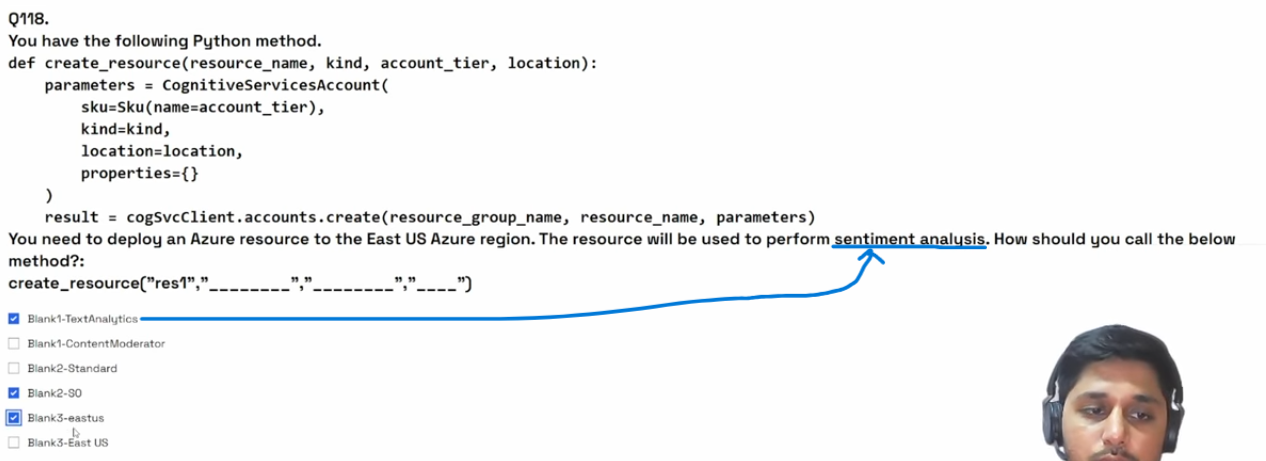 Q118.
You have the following Python method.
def create_resource(resource_name, kind, account_tier, location):
    parameters = CognitiveServicesAccount(
        sku=Sku(name=account_tier),
        kind=kind,
        location=location,
        properties={}
    )
    result = cogSvcClient.accounts.create(resource_group_name, resource_name, parameters)
You need to deploy an Azure resource to the East US Azure region. The resource will be used to perform sentiment analysis. How should you call the below
method?:
create_resource("res1","________","________","____")
Blank1-TextAnalytics
Blank1-ContentModerator
Blank2-Standard
Blank2-S0
Blank3-eastus
Blank3-East US